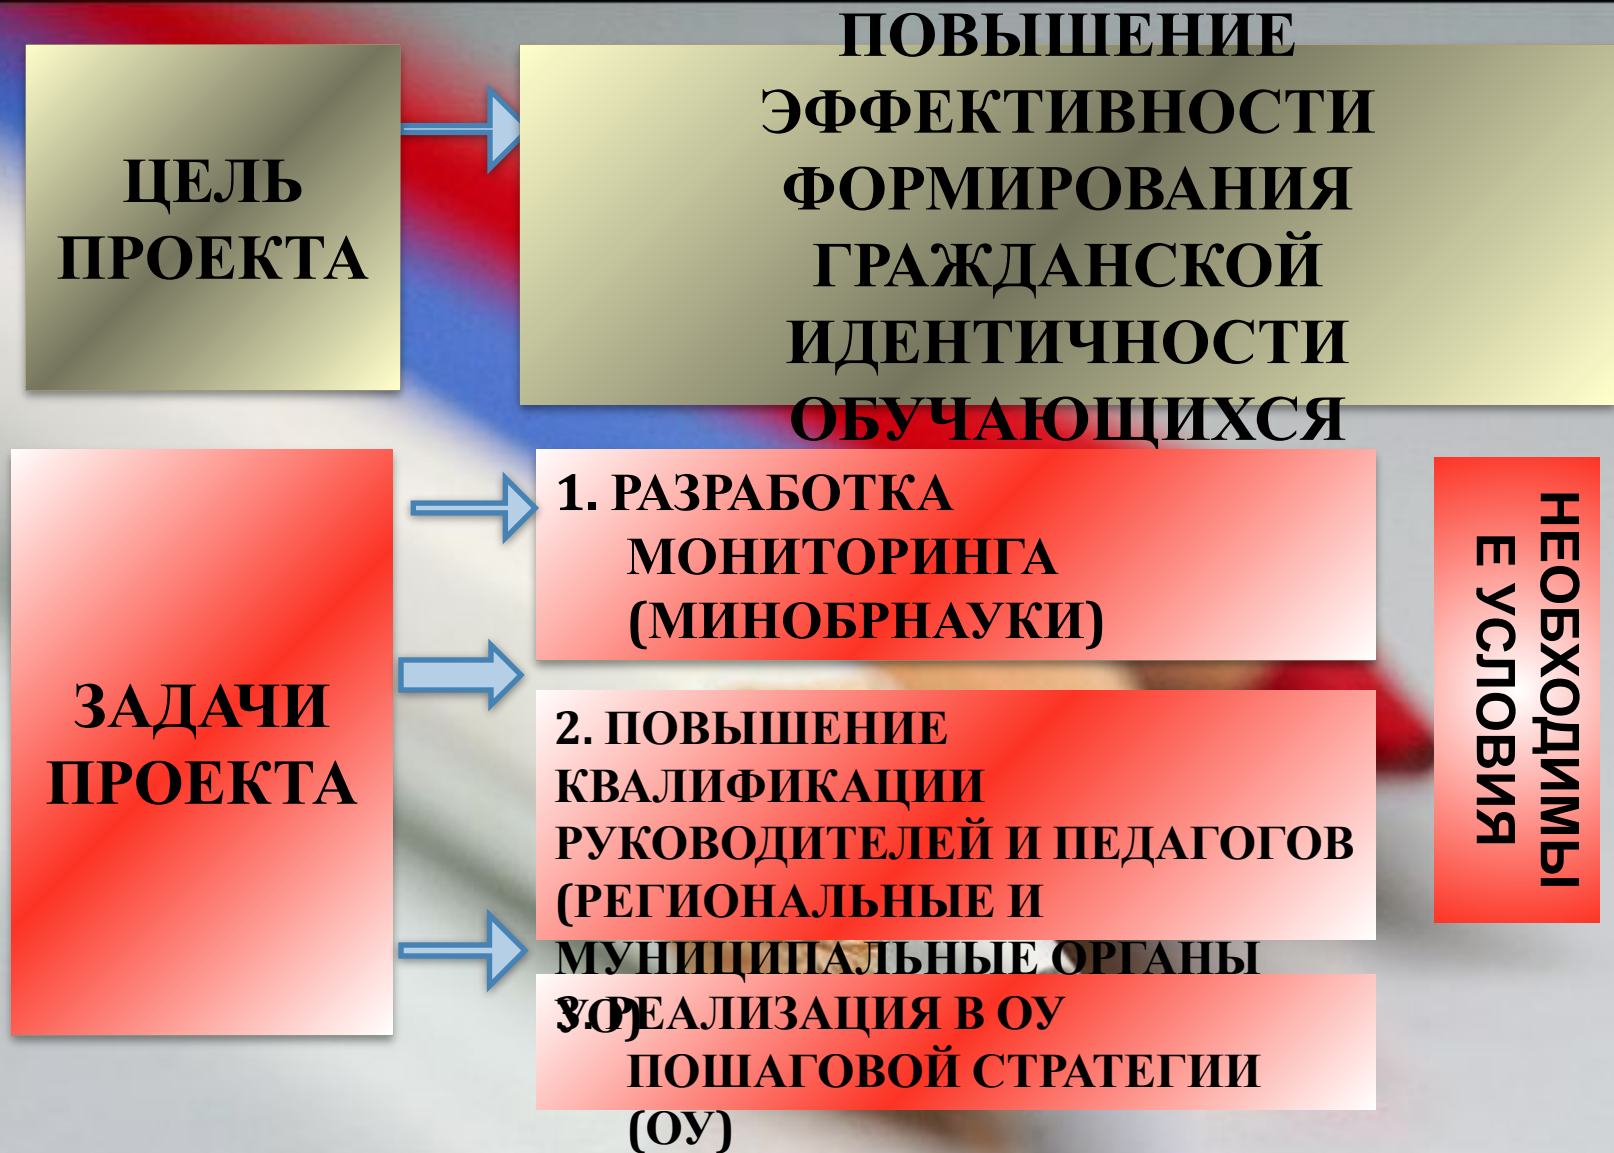 ЦЕЛЬ
ПРОЕКТА
ПОВЫШЕНИЕ
ЭФФЕКТИВНОСТИ
ФОРМИРОВАНИЯ
ГРАЖДАНСКОЙ
ИДЕНТИЧНОСТИ
ОБУЧАЮЩИХСЯ
ЗАДАЧИ
ПРОЕКТА
1. РАЗРАБОТКА
МОНИТОРИНГА
(МИНОБРНАУКИ)
2. ПОВЫШЕНИЕ
КВАЛИФИКАЦИИ
РУКОВОДИТЕЛЕЙ И ПЕДАГОГОВ
(РЕГИОНАЛЬНЫЕ И
МУНИЦИПАЛЬНЫЕ ОРГАНЫ
УО)
3. РЕАЛИЗАЦИЯ В ОУ
ПОШАГОВОЙ СТРАТЕГИИ
(ОУ)
НЕОБХОДИМЫ
Е УСЛОВИЯ